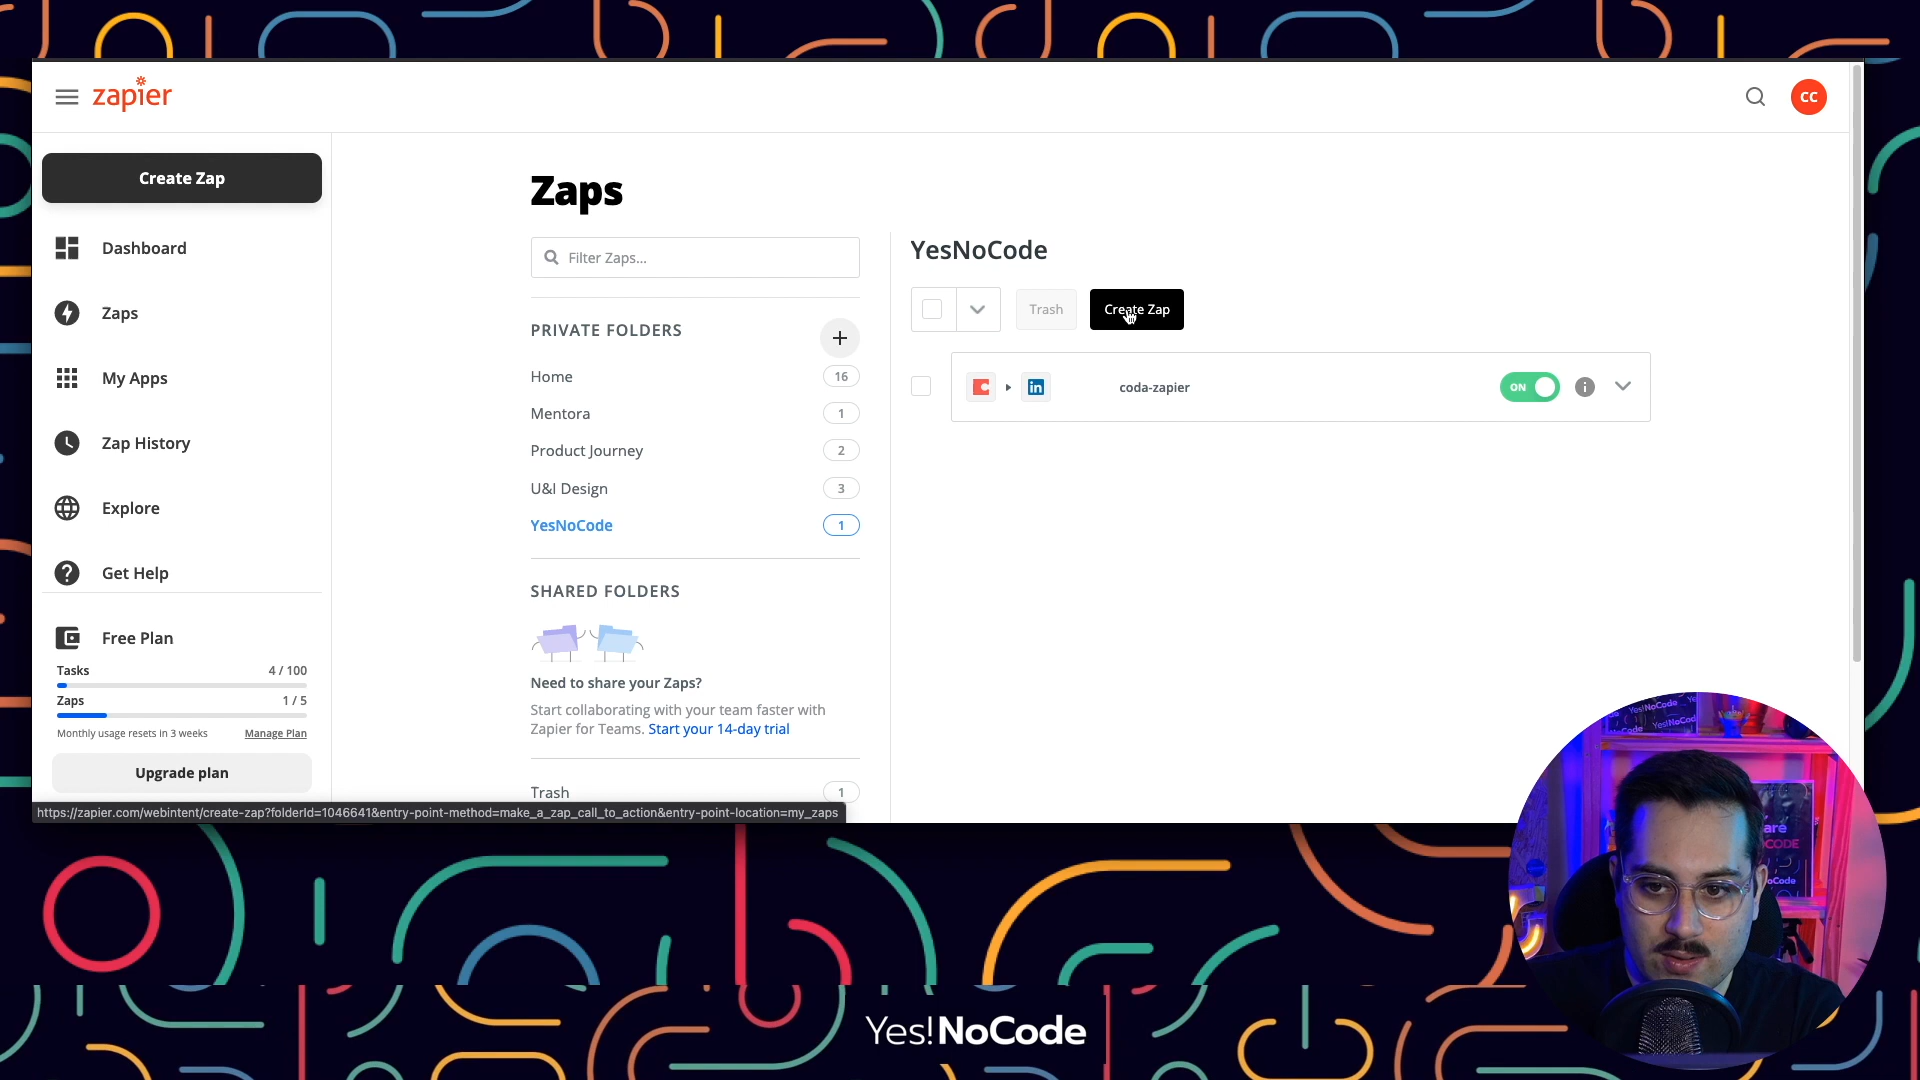 zapier
CC
Create Zap
Dashboard
Zaps
My Apps
Zap History
Explore
Get Help
Free Plan
Tasks 4 / 100
Zaps 1 / 5
Monthly usage resets in 3 weeks Manage Plan
Upgrade plan
Zaps
Filter Zaps...
PRIVATE FOLDERS
Home 16
Mentora 1
Product Journey 2
U&I Design 3
YesNoCode 1
SHARED FOLDERS
Need to share your Zaps?
Start collaborating with your team faster with
Zapier for Teams. Start your 14-day trial
Trash 1
YesNoCode
Trash
Create Zap
in
coda-zapier
ON
https://zapier.com/webintent/create-zap?folderId=1046641&entry-point-method=make_a_zap_call_to_action&entry-point-location=my_zaps
Yes!NoCode